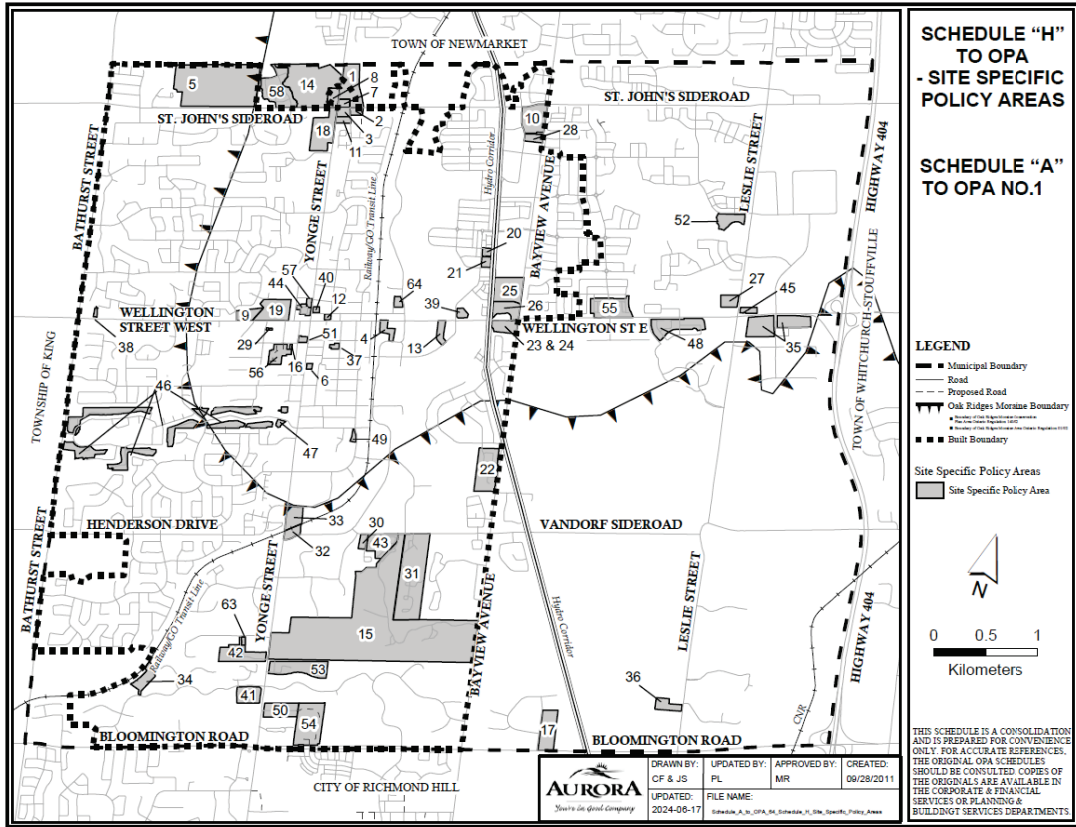 TOWN OF NEWMARKET
5
58
14
1
8
7
2
3
11
18
ST. JOHN'S SIDEROAD
ST. JOHN'S SIDEROAD
10
28
BATHURST STREET
YONGE STREET
Railway/GO Transit Line
Hydro Corridor
BAYVIEW AVENUE
LESLIE STREET
HIGHWAY 404
TOWN OF WHITCHURCH-STOUFFVILLE
52
20
21
57
44
40
12
64
39
25
26
55
27
45
9
19
WELLINGTON
STREET WEST
WELLINGTON ST E
38
29
51
4
13
23 & 24
48
35
56
16
37
6
TOWNSHIP OF KING
46
47
49
22
HENDERSON DRIVE
33
32
30
43
31
VANDORF SIDEROAD
BATHURST STREET
YONGE STREET
Railway/GO Transit Line
BAYVIEW AVENUE
Hydro Corridor
LESLIE STREET
HIGHWAY 404
CNR
63
42
15
53
34
41
50
54
36
17
BLOOMINGTON ROAD
BLOOMINGTON ROAD
CITY OF RICHMOND HILL
AURORA
You're in Good Company
DRAWN BY:
CF & JS
UPDATED BY:
PL
APPROVED BY:
MR
CREATED:
09/28/2011
UPDATED:
2024-06-17
FILE NAME:
Schedule_A_to_OPA_84_Schedule_H_Site_Specific_Policy_Areas
SCHEDULE “H”
TO OPA
- SITE SPECIFIC
POLICY AREAS
SCHEDULE “A”
TO OPA NO.1
LEGEND
Municipal Boundary
Road
Proposed Road
Oak Ridges Moraine Boundary
Built Boundary
Site Specific Policy Areas
Site Specific Policy Area
N
0 0.5 1
Kilometers
THIS SCHEDULE IS A CONSOLIDATION
AND IS PREPARED FOR CONVENIENCE
ONLY. FOR ACCURATE REFERENCES,
THE ORIGINAL OPA SCHEDULES
SHOULD BE CONSULTED COPIES OF
THE ORIGINALS ARE AVAILABLE IN
THE CORPORATE & FINANCIAL
SERVICES OR PLANNING &
BUILDINGT SERVICES DEPARTMENTS.